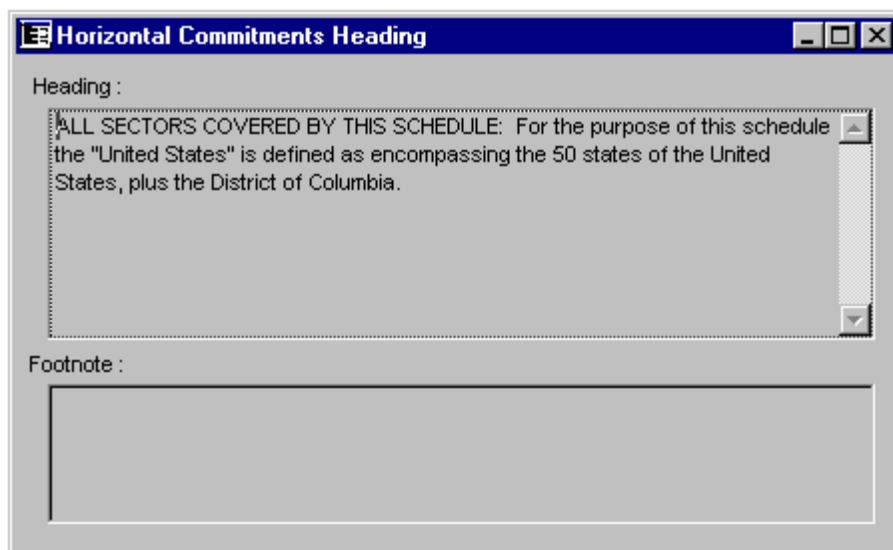 Horizontal Commitments Heading
Heading :
ALL SECTORS COVERED BY THIS SCHEDULE:  For the purpose of this schedule
the "United States" is defined as encompassing the 50 states of the United
States, plus the District of Columbia.
Footnote :